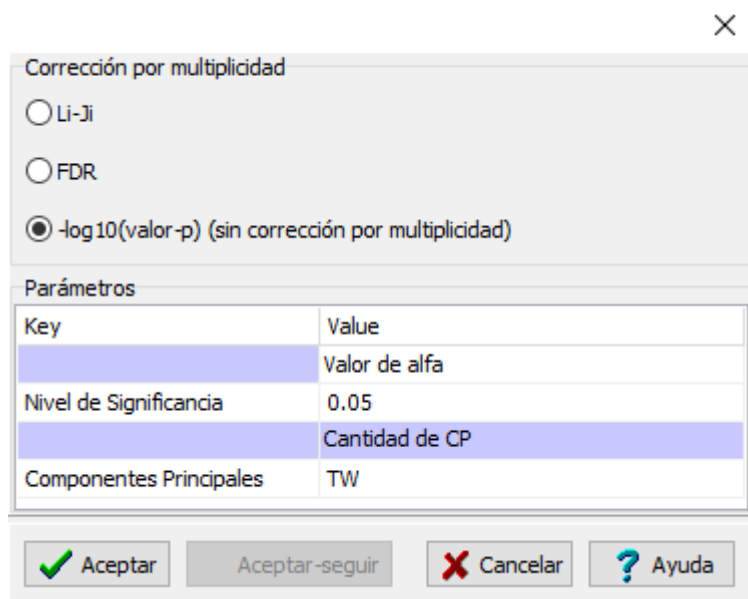 Corrección por multiplicidad
Li-Ji
FDR
-log10(valor-p) (sin corrección por multiplicidad)
Parámetros
Key Value
Valor de alfa
Nivel de Significancia 0.05
Cantidad de CP
Componentes Principales TW
Aceptar Aceptar-seguir Cancelar ? Ayuda